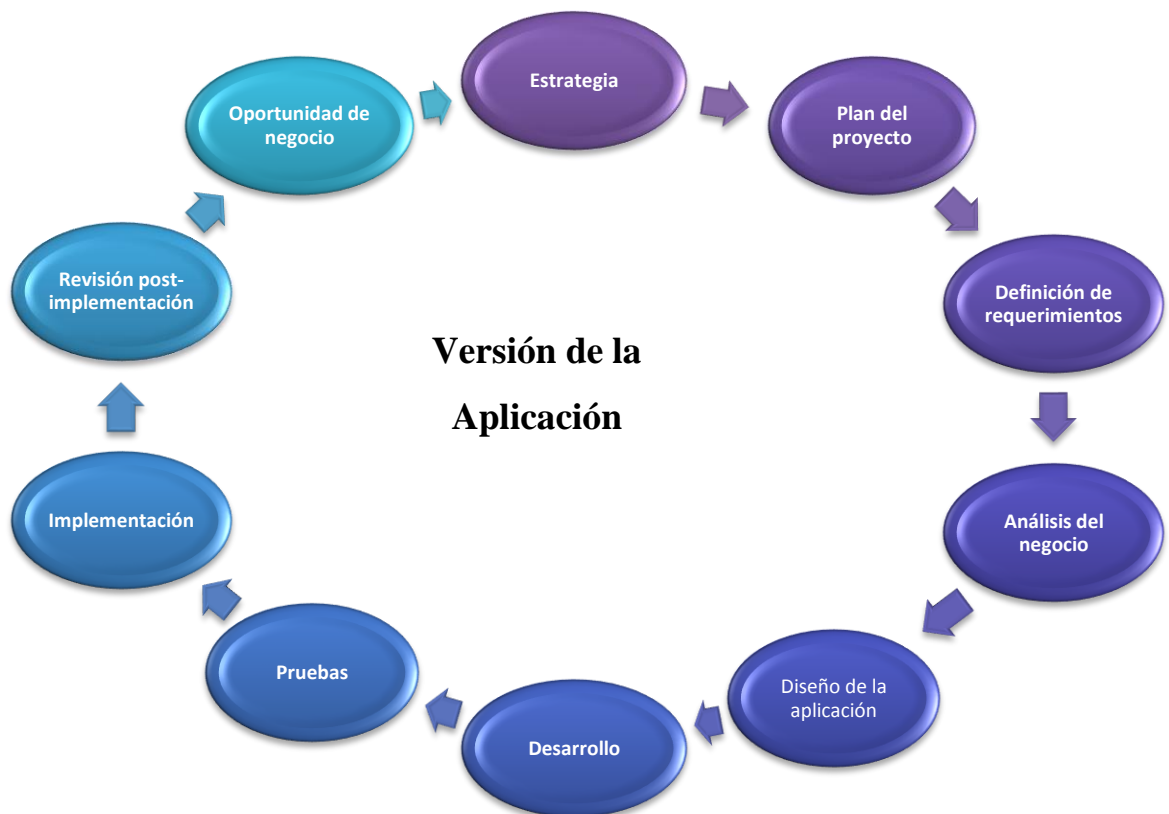 Estrategia
Plan del
proyecto
Definición de
requerimientos
Análisis del
negocio
Diseño de la
aplicación
Desarrollo
Pruebas
Implementación
Revisión post-
implementación
Oportunidad de
negocio
Versión de la
Aplicación